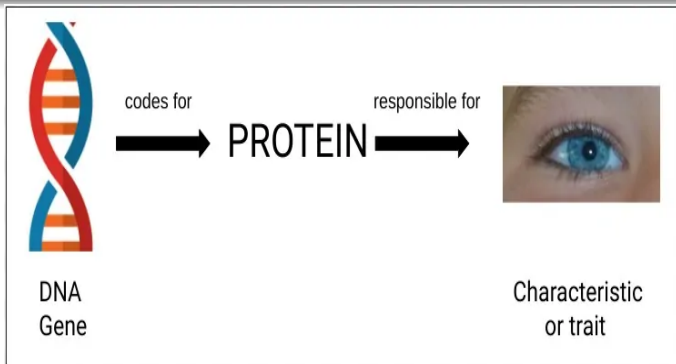 codes for
responsible for
PROTEIN
DNA
Gene
Characteristic
or trait